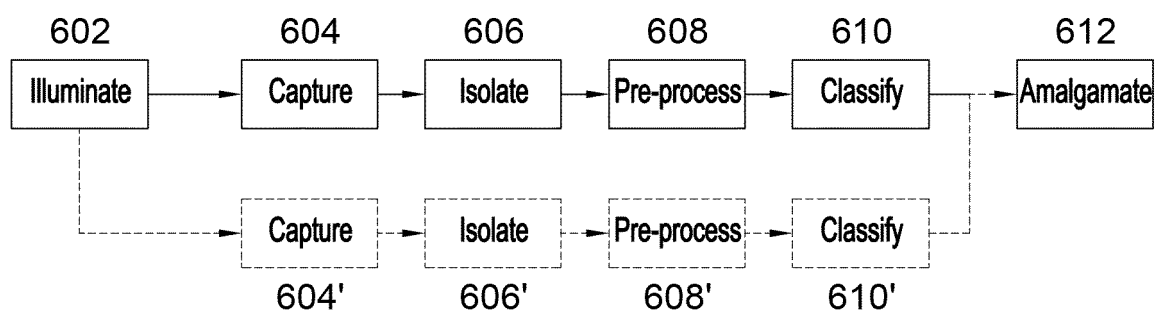 602 604 606 608 610 612
Illuminate Capture Isolate Pre-process Classify Amalgamate
Capture Isolate Pre-process Classify
604' 606' 608' 610'